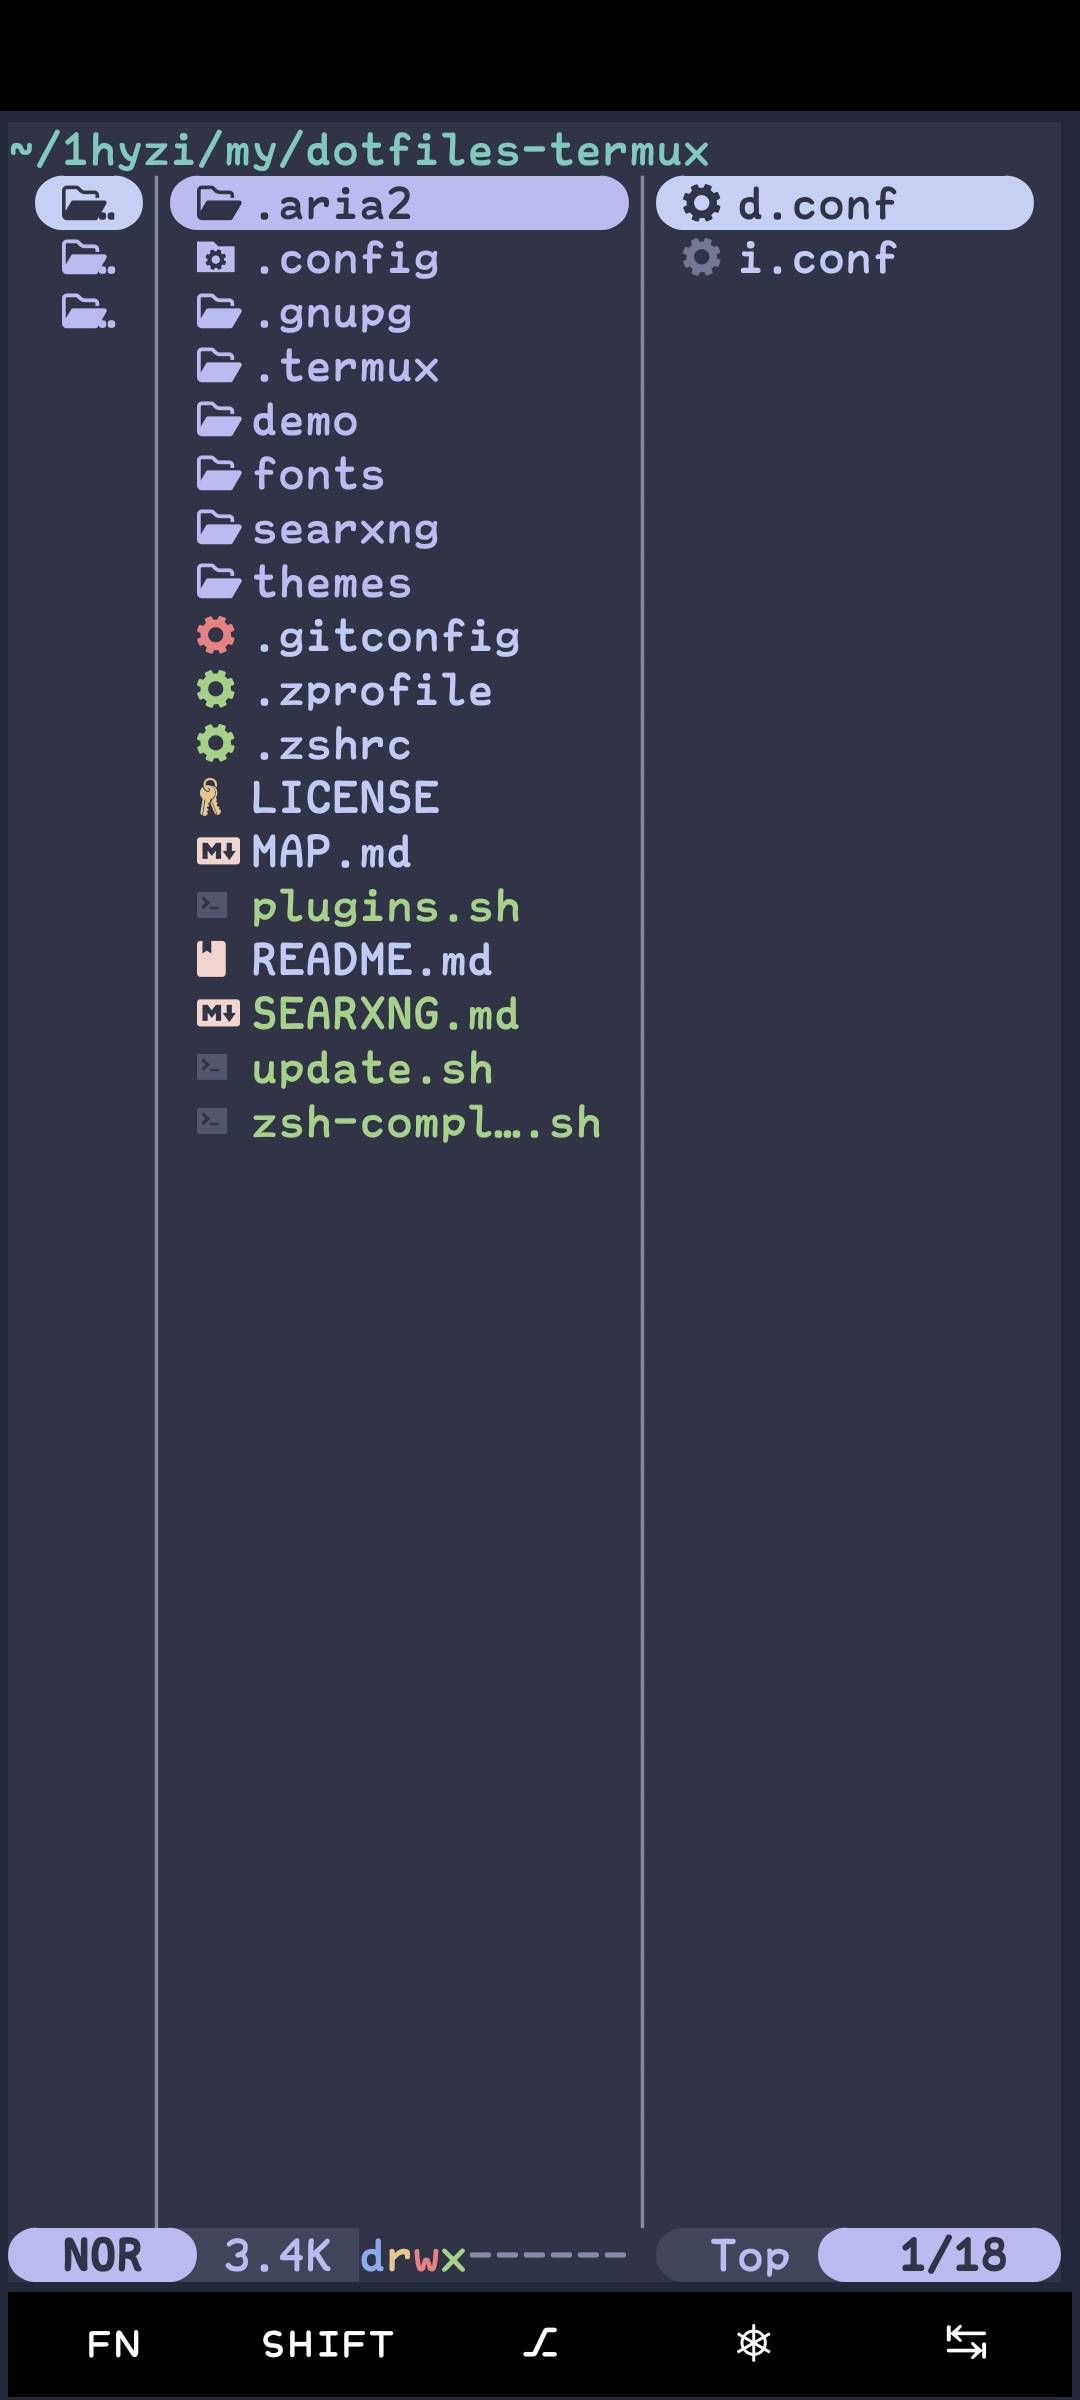 ~/1hyzi/my/dotfiles-termux
.. .aria2 d.conf
.. .config i.conf
.. .gnupg
.termux
demo
fonts
searxng
themes
.gitconfig
.zprofile
.zshrc
LICENSE
M↓ MAP.md
>_ plugins.sh
README.md
M↓ SEARXNG.md
>_ update.sh
>_ zsh-compl….sh
NOR 3.4K drwx------ Top 1/18
FN SHIFT